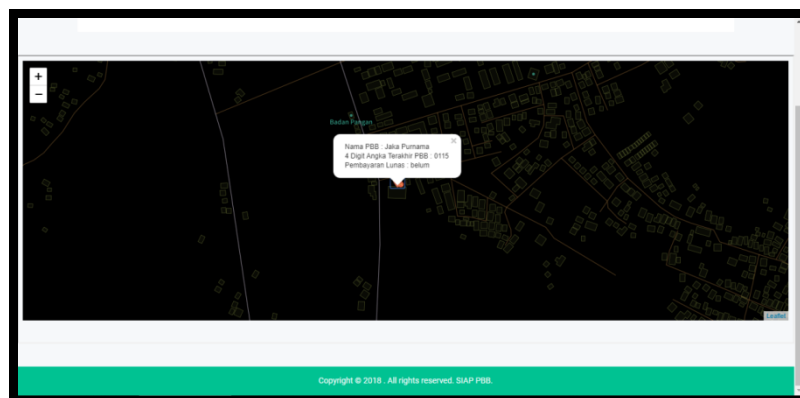 +
−
Badan Pangan
×
Nama PBB : Jaka Purnama
4 Digit Angka Terakhir PBB : 0115
Pembayaran Lunas : belum
Leaflet
Copyright © 2018 . All rights reserved. SIAP PBB.